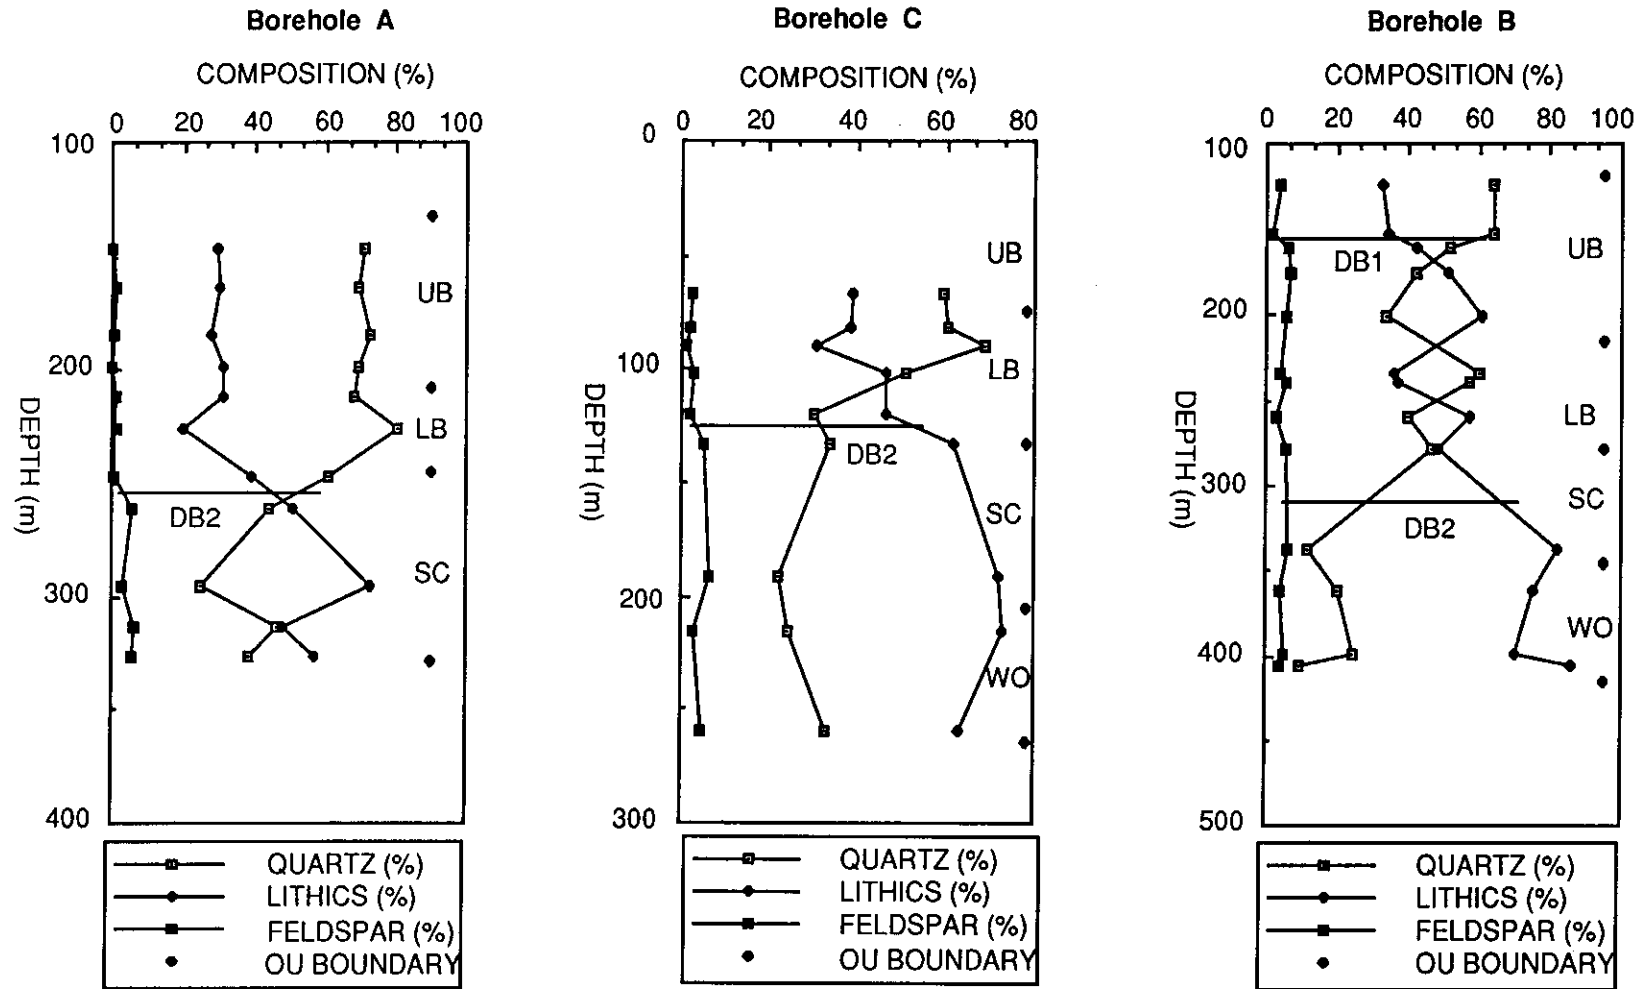 Borehole A
COMPOSITION (%)
0 20 40 60 80 100
100
UB
200
LB
DB2
SC
300
400
DEPTH (m)
QUARTZ (%)
LITHICS (%)
FELDSPAR (%)
OU BOUNDARY
Borehole C
COMPOSITION (%)
0 20 40 60 80
0
UB
100
LB
DB2
SC
200
WO
300
DEPTH (m)
QUARTZ (%)
LITHICS (%)
FELDSPAR (%)
OU BOUNDARY
Borehole B
COMPOSITION (%)
0 20 40 60 80 100
100
UB
DB1
200
LB
300
SC
DB2
WO
400
500
DEPTH (m)
QUARTZ (%)
LITHICS (%)
FELDSPAR (%)
OU BOUNDARY